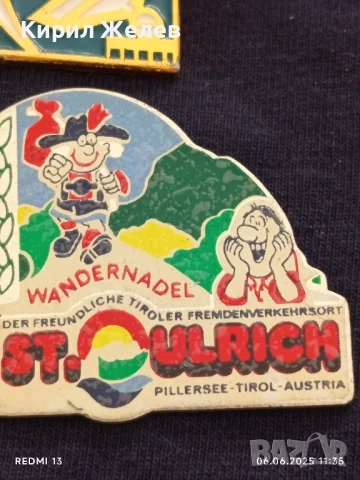 Кирил Желев
WANDERNADEL
DER FREUNDLICHE TIROLER FREMDENVERKEHRSORT
ST. ULRICH
PILLERSEE-TIROL-AUSTRIA
REDMI 13
06.06.2025 11:35
BAZAR